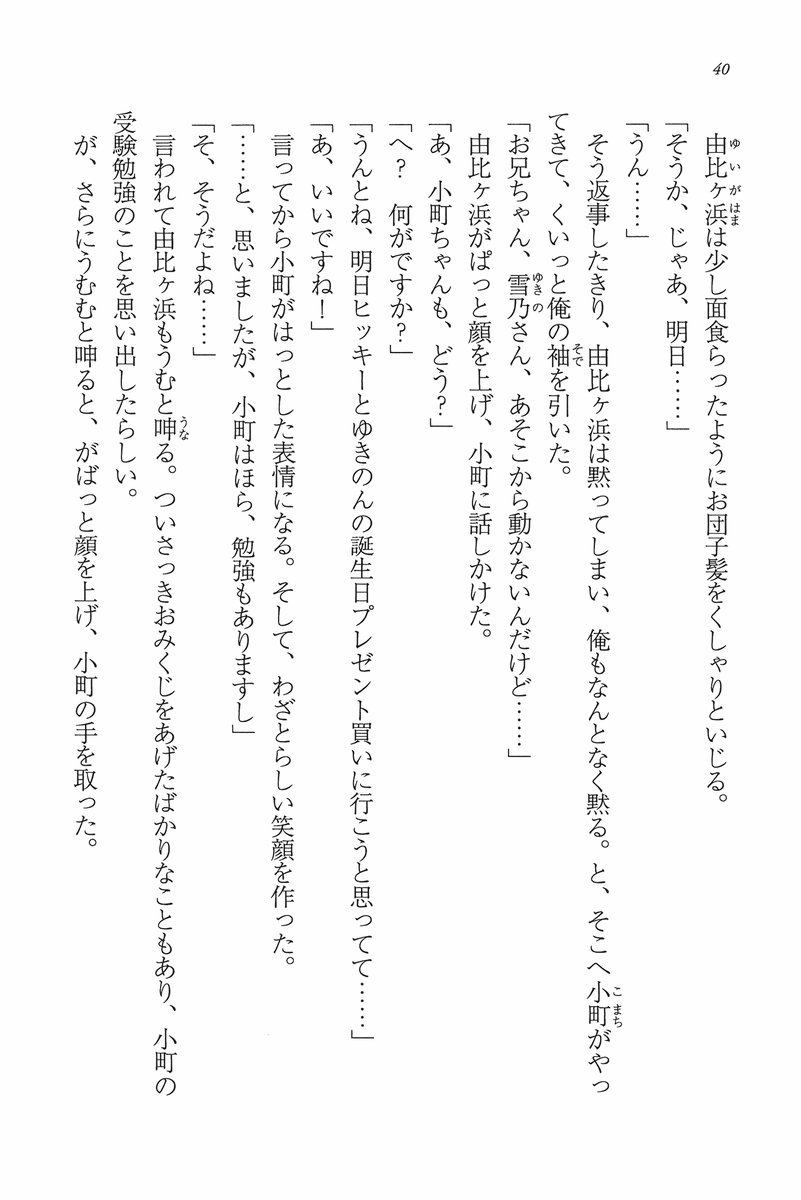 40
由比ヶ浜は少し面食らったようにお団子髪をくしゃりといじる。
「そうか、じゃあ、明日……」
「うん……」
そう返事したきり、由比ヶ浜は黙ってしまい、俺もなんとなく黙る。と、そこへ小町がやっ
てきて、くいっと俺の袖を引いた。
「お兄ちゃん、雪乃さん、あそこから動かないんだけど……」
由比ヶ浜がぱっと顔を上げ、小町に話しかけた。
「あ、小町ちゃんも、どう？」
「へ？　何がですか？」
「うんとね、明日ヒッキーとゆきのんの誕生日プレゼント買いに行こうと思ってて……」
「あ、いいですね！」
言ってから小町がはっとした表情になる。そして、わざとらしい笑顔を作った。
「……と、思いましたが、小町はほら、勉強もありますし」
「そ、そうだよね……」
言われて由比ヶ浜もうむと呻る。ついさっきおみくじをあげたばかりなこともあり、小町の
受験勉強のことを思い出したらしい。
が、さらにうむむと呻ると、がばっと顔を上げ、小町の手を取った。